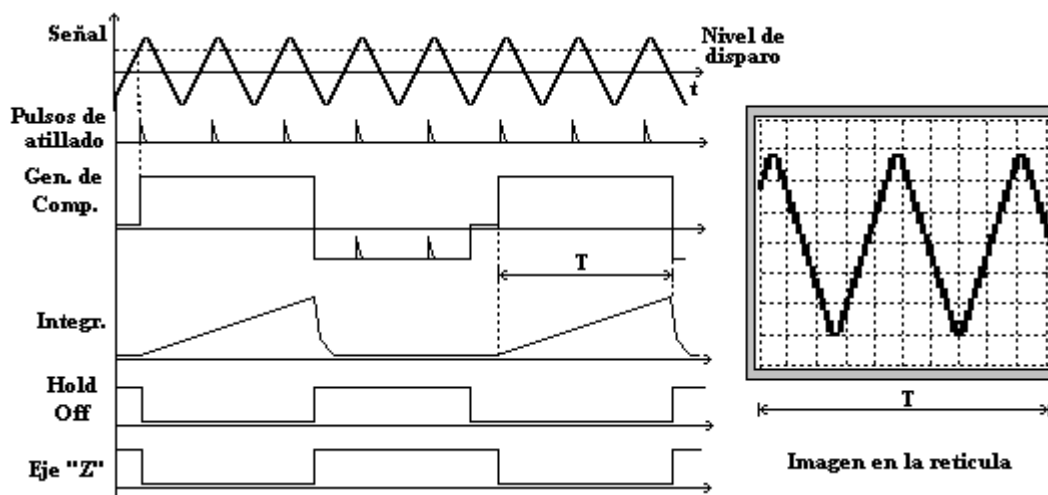 Señal
Nivel de
disparo
t
Pulsos de
atillado
Gen. de
Comp.
T
Integr.
Hold
Off
T
Eje "Z"
Imagen en la reticula